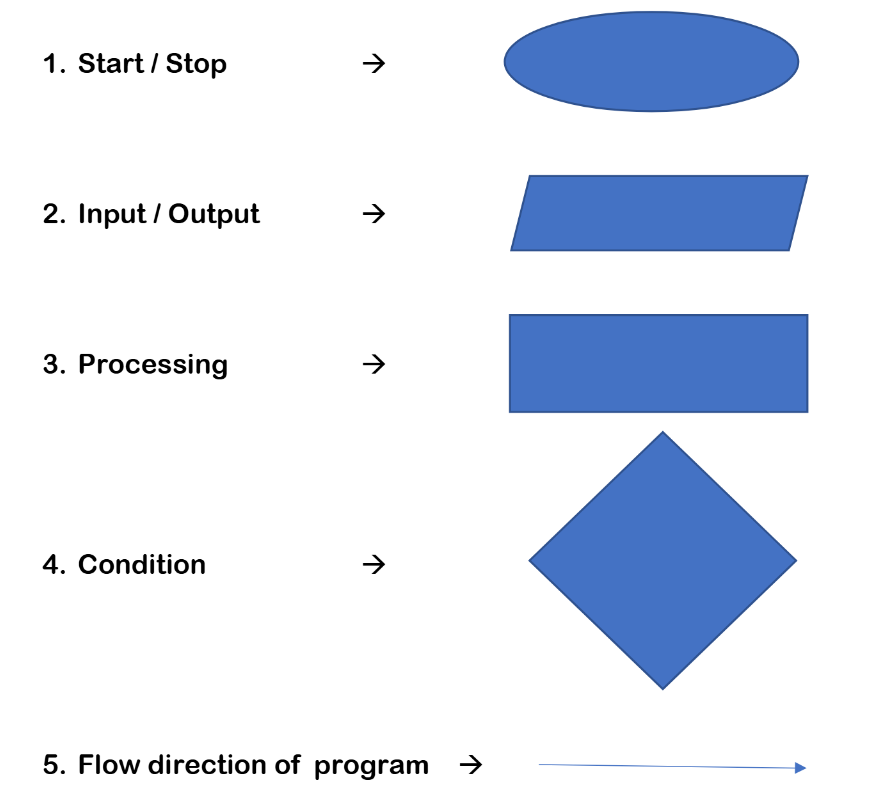 1. Start / Stop →
2. Input / Output →
3. Processing →
4. Condition →
5. Flow direction of program →